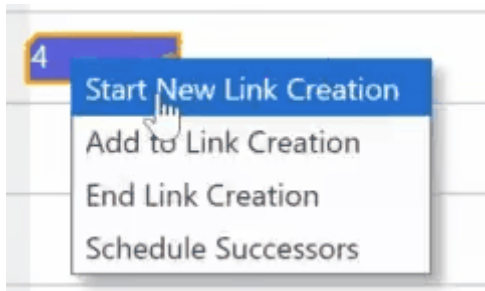 4
Start New Link Creation
Add to Link Creation
End Link Creation
Schedule Successors